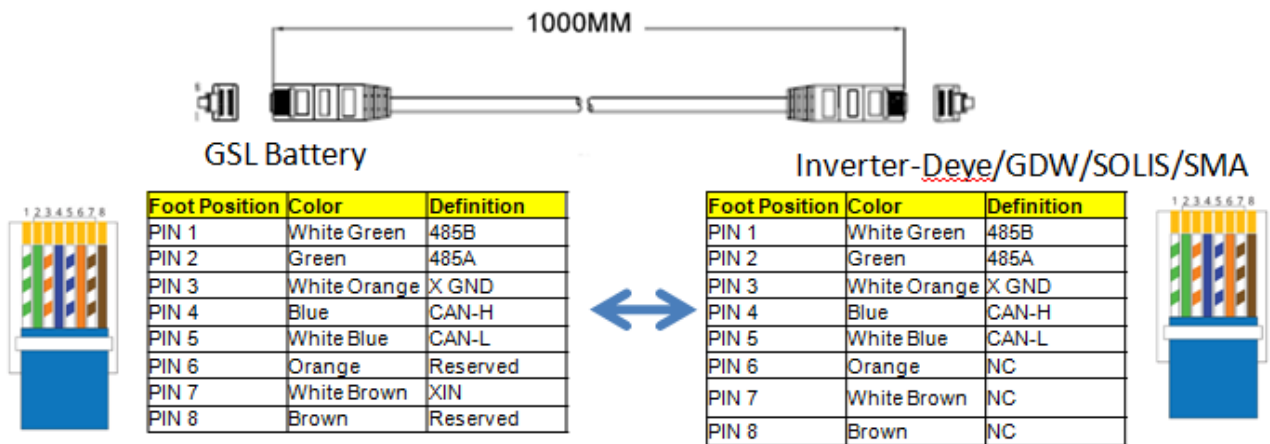 1000MM
GSL Battery
Inverter-Deye/GDW/SOLIS/SMA
1 2 3 4 5 6 7 8
Foot Position Color Definition
PIN 1 White Green 485B
PIN 2 Green 485A
PIN 3 White Orange X GND
PIN 4 Blue CAN-H
PIN 5 White Blue CAN-L
PIN 6 Orange Reserved
PIN 7 White Brown XIN
PIN 8 Brown Reserved
Foot Position Color Definition
PIN 1 White Green 485B
PIN 2 Green 485A
PIN 3 White Orange X GND
PIN 4 Blue CAN-H
PIN 5 White Blue CAN-L
PIN 6 Orange NC
PIN 7 White Brown NC
PIN 8 Brown NC
1 2 3 4 5 6 7 8